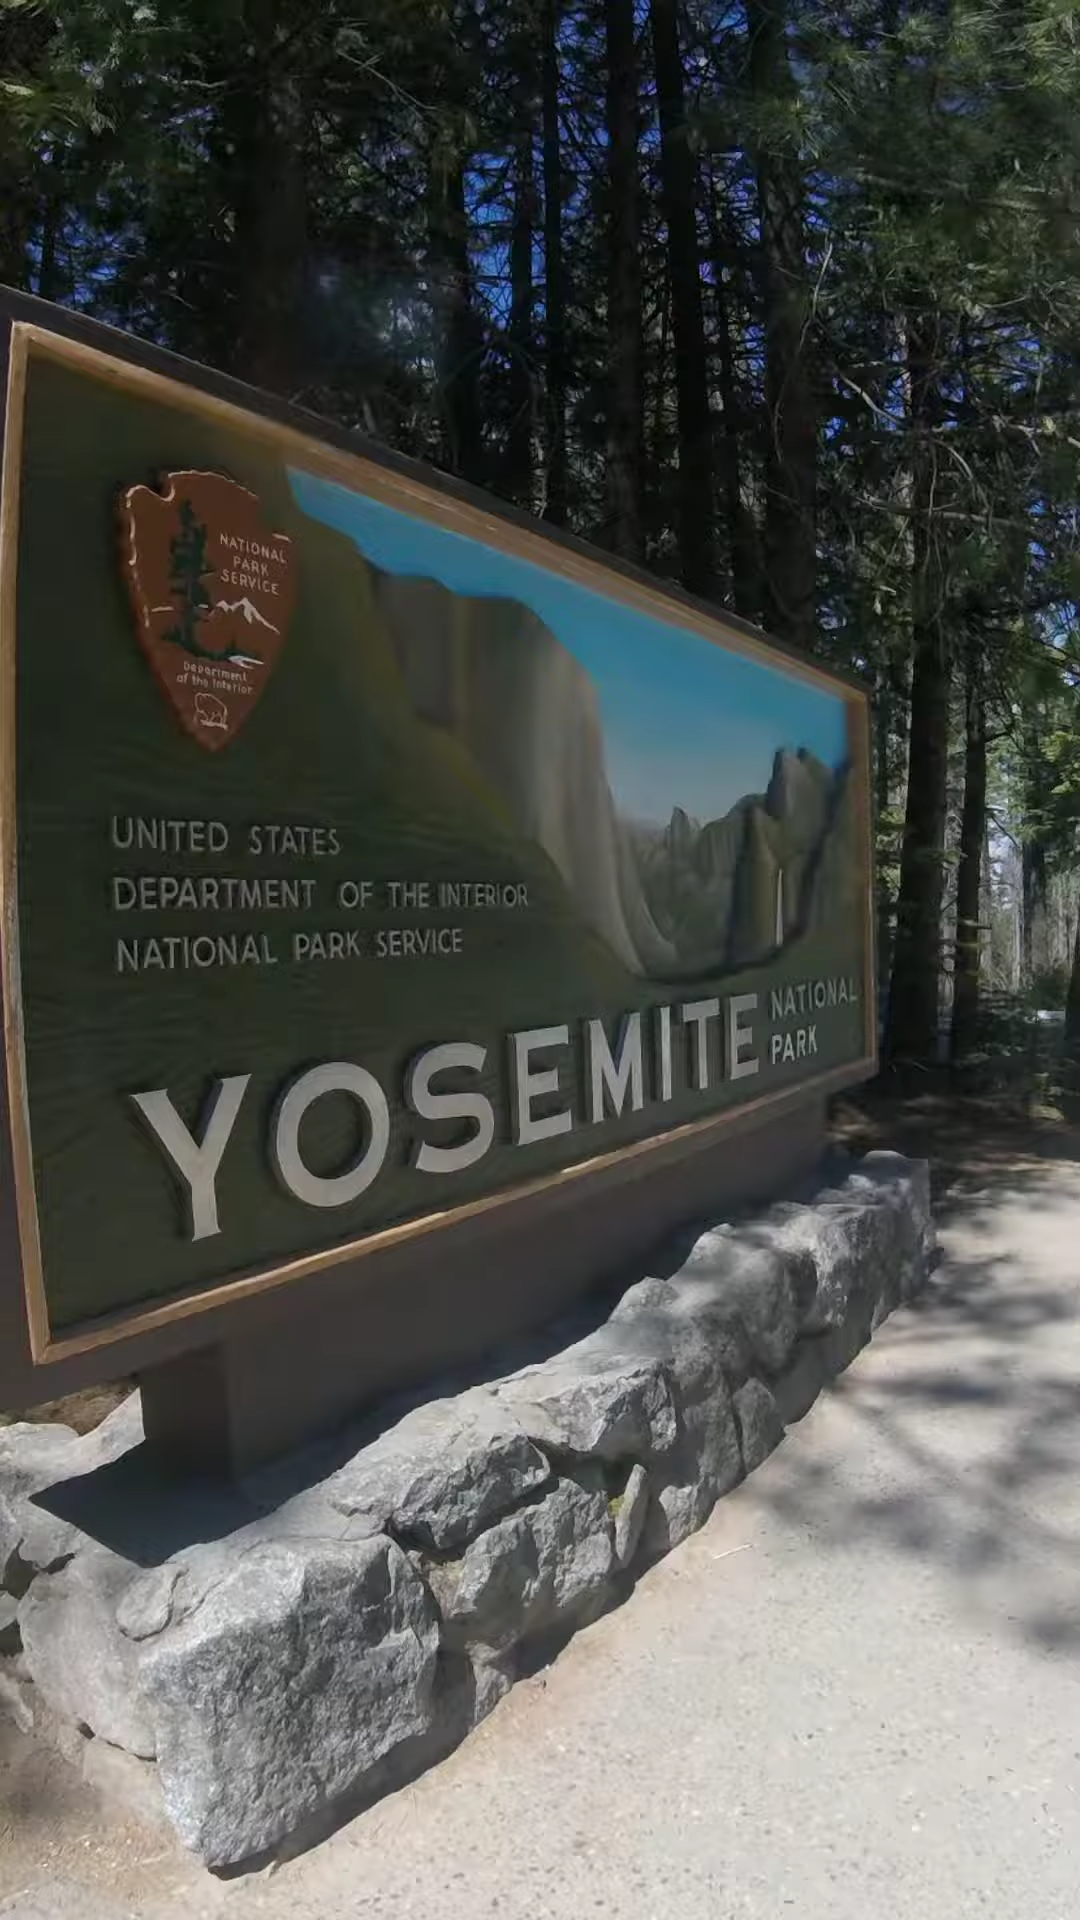 NATIONAL
PARK
SERVICE
Department
of the Interior
UNITED STATES
DEPARTMENT OF THE INTERIOR
NATIONAL PARK SERVICE
YOSEMITE NATIONAL
PARK